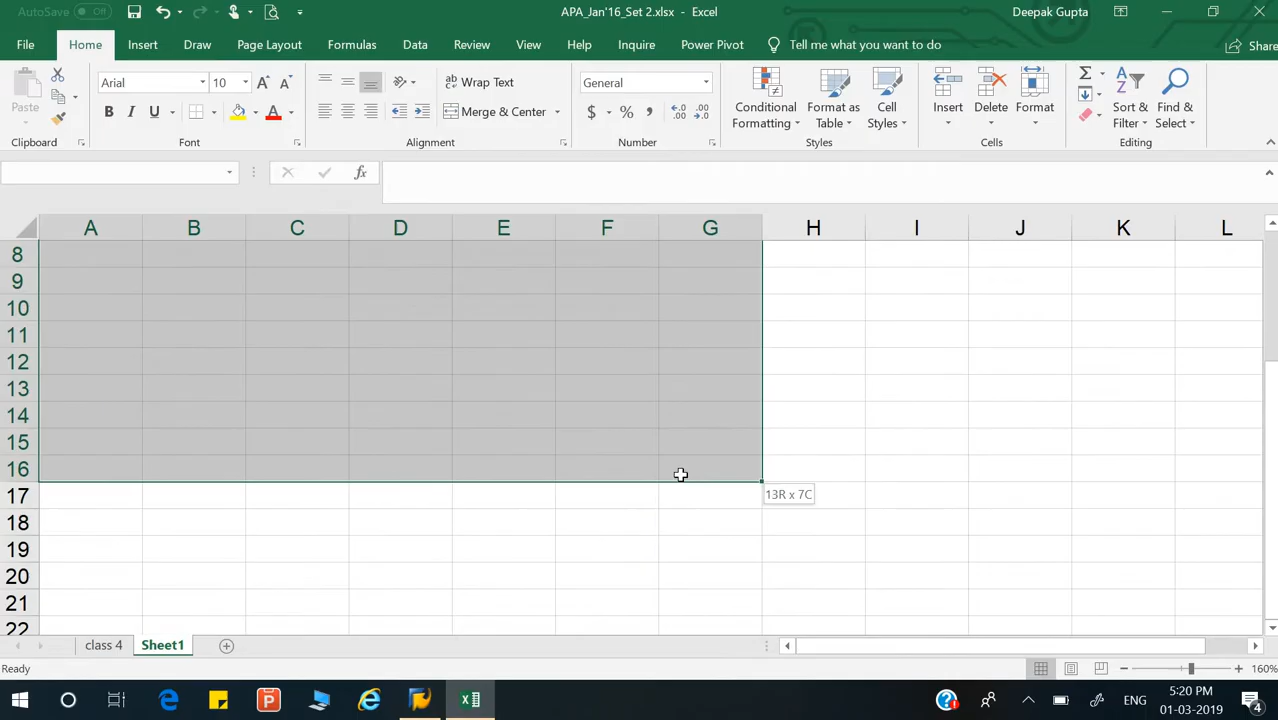 AutoSave Off APA_Jan'16_Set 2.xlsx - Excel Deepak Gupta
File Home Insert Draw Page Layout Formulas Data Review View Help Inquire Power Pivot Tell me what you want to do Share
Paste Arial 10 Wrap Text General Conditional Formatting Format as Table Cell Styles Insert Delete Format Sort & Filter Find & Select
B I U Merge & Center $ % ,
Clipboard Font Alignment Number Styles Cells Editing
fx
A B C D E F G H I J K L
8
9
10
11
12
13
14
15
16
17 13R x 7C
18
19
20
21
22
class 4 Sheet1
Ready 160%
ENG 5:20 PM
01-03-2019 4